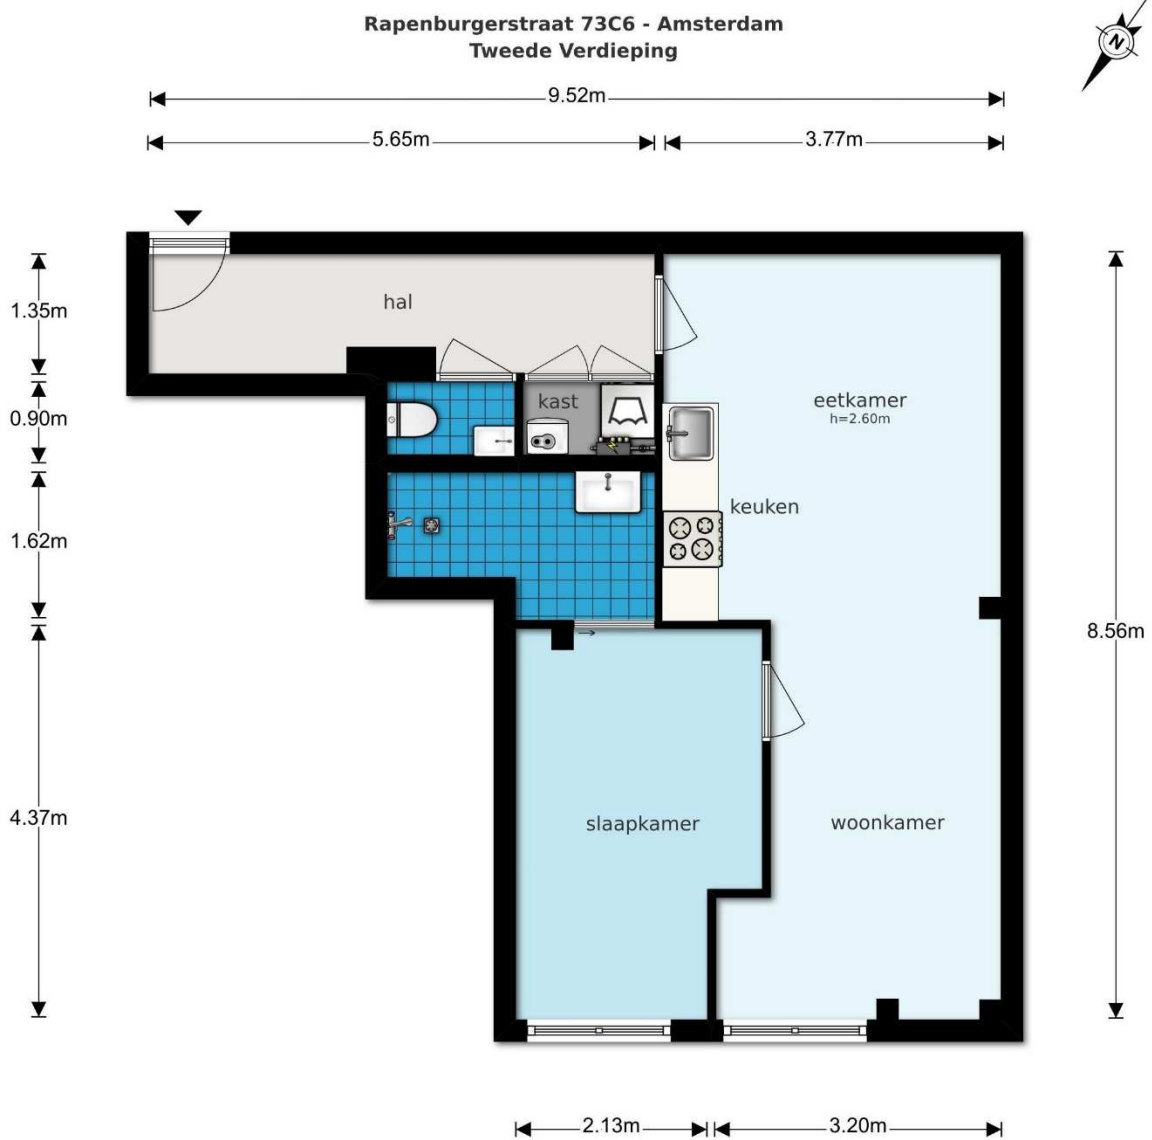 Rapenburgerstraat 73C6 - Amsterdam
Tweede Verdieping
N
9.52m
5.65m
3.77m
1.35m
hal
0.90m
kast
eetkamer
h=2.60m
keuken
1.62m
8.56m
4.37m
slaapkamer
woonkamer
2.13m
3.20m